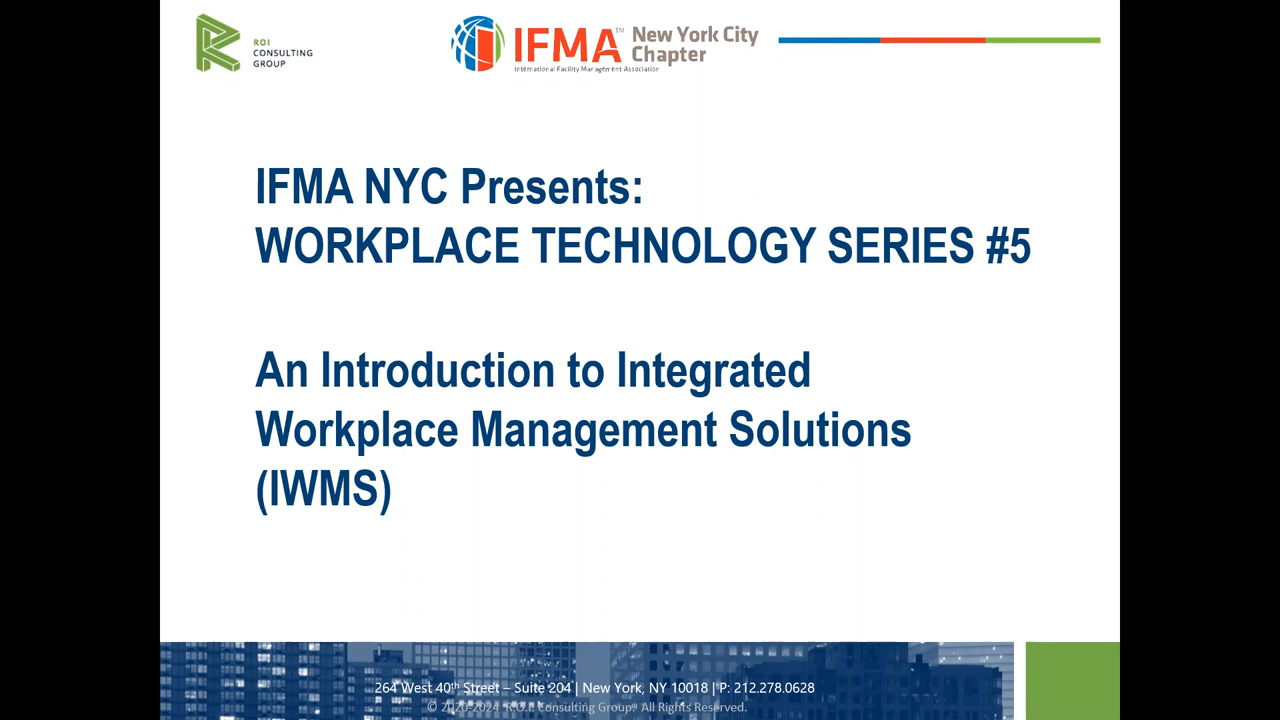 ROI
CONSULTING
GROUP
IFMA™ New York City
Chapter
International Facility Management Association
IFMA NYC Presents:
WORKPLACE TECHNOLOGY SERIES #5
An Introduction to Integrated
Workplace Management Solutions
(IWMS)
264 West 40th Street – Suite 204 | New York, NY 10018 | P: 212.278.0628
© 2020-2024 R.O.I. Consulting Group. All Rights Reserved.